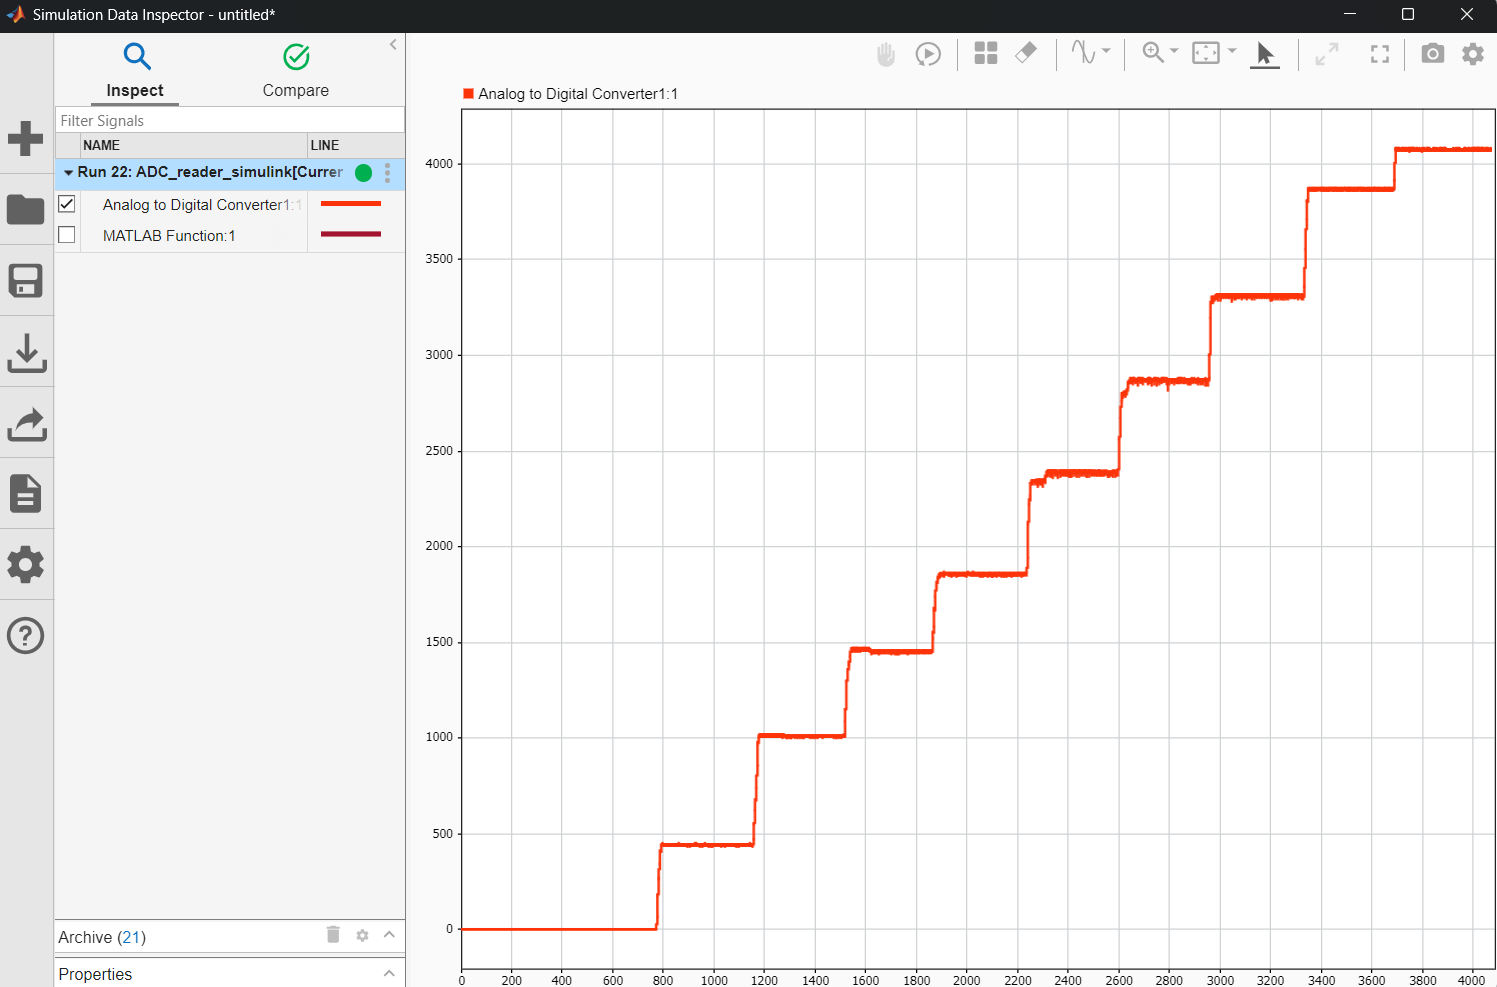 Simulation Data Inspector - untitled*
Inspect
Compare
Filter Signals
NAME
LINE
Run 22: ADC_reader_simulink[Currer
Analog to Digital Converter1:1
MATLAB Function:1
Archive (21)
Properties
Analog to Digital Converter1:1
4000
3500
3000
2500
2000
1500
1000
500
0
0 200 400 600 800 1000 1200 1400 1600 1800 2000 2200 2400 2600 2800 3000 3200 3400 3600 3800 4000